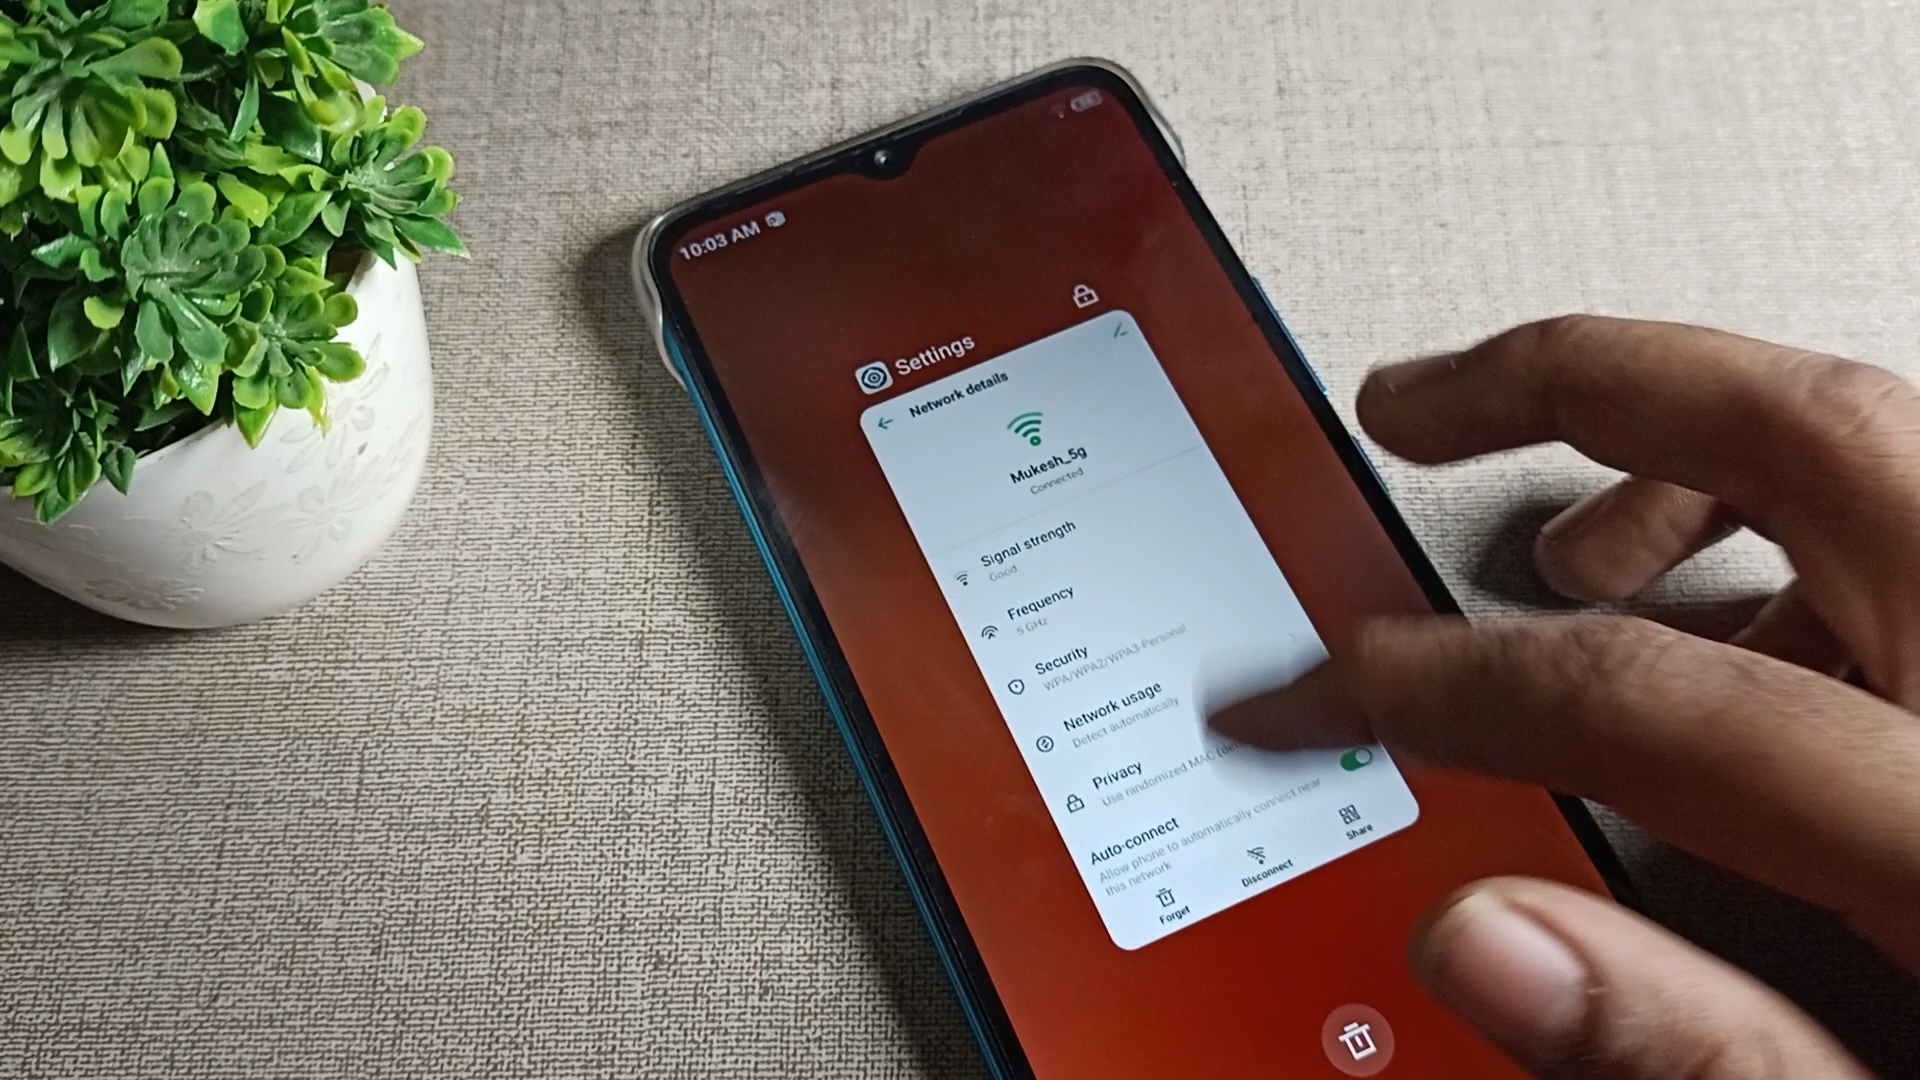 10:03 AM
Settings
Network details
Mukesh_5g
Connected
Signal strength
Good
Frequency
5 GHz
Security
WPA/WPA2/WPA3-Personal
Network usage
Detect automatically
Privacy
Use randomized MAC
Auto-connect
Allow phone to automatically connect near
this network
Forget
Disconnect
Share